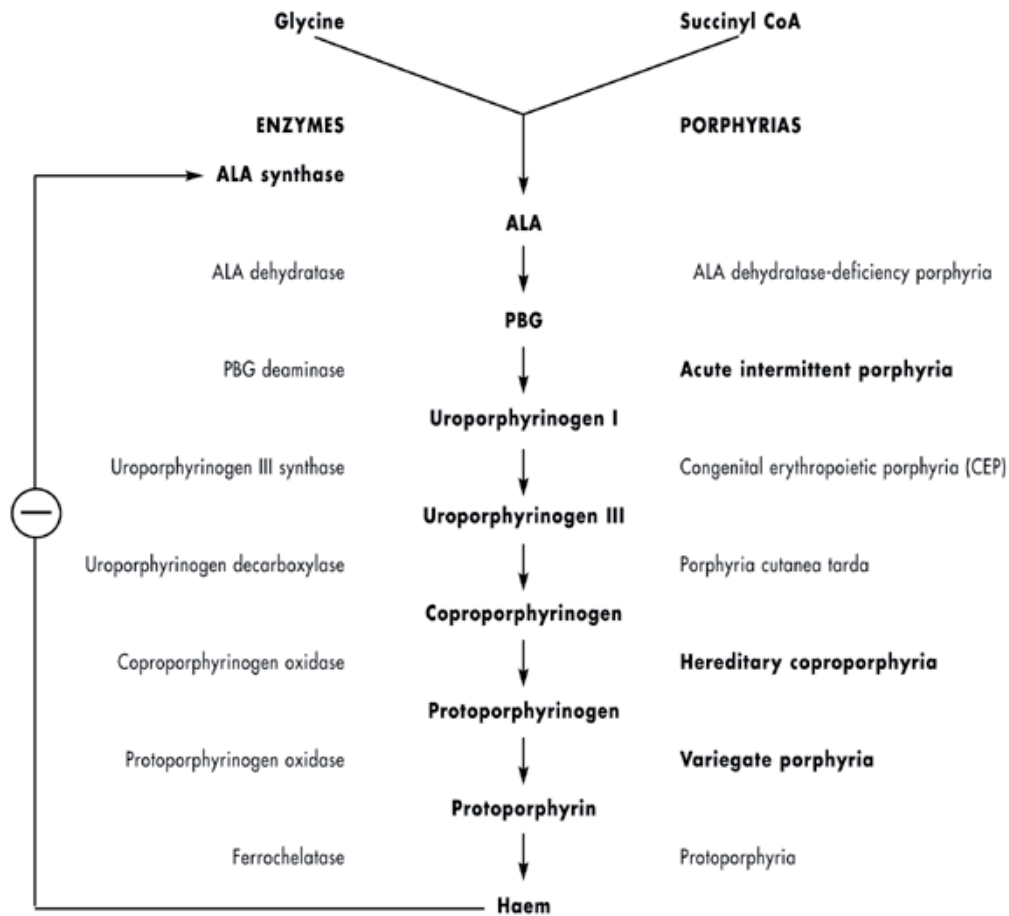 Glycine Succinyl CoA
ENZYMES PORPHYRIAS
ALA synthase
ALA
ALA dehydratase ALA dehydratase-deficiency porphyria
PBG
PBG deaminase Acute intermittent porphyria
Uroporphyrinogen I
Uroporphyrinogen III synthase Congenital erythropoietic porphyria (CEP)
Uroporphyrinogen III
Uroporphyrinogen decarboxylase Porphyria cutanea tarda
Coproporphyrinogen
Coproporphyrinogen oxidase Hereditary coproporphyria
Protoporphyrinogen
Protoporphyrinogen oxidase Variegate porphyria
Protoporphyrin
Ferrochelatase Protoporphyria
Haem